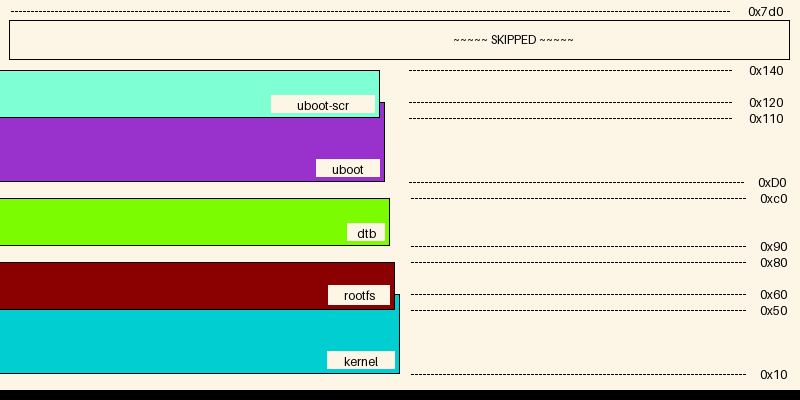 0x7d0
~~~~~ SKIPPED ~~~~~
0x140
uboot-scr
0x120
0x110
uboot
0xD0
0xc0
dtb
0x90
0x80
rootfs
0x60
0x50
kernel
0x10